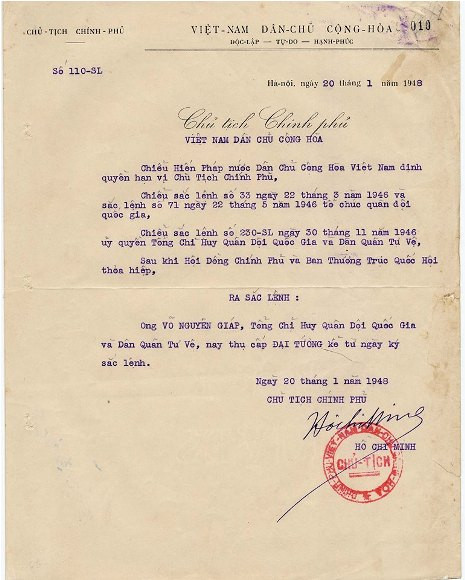 CHỦ-TỊCH CHÍNH-PHỦ
VIỆT-NAM DÂN-CHỦ CỘNG-HÒA
010
ĐỘC-LẬP — TỰ-DO — HẠNH-PHÚC
Số 110-SL
Hà-nội, ngày 20 tháng 1 năm 1948
Chủ tịch Chính phủ
VIỆT NAM DÂN CHỦ CỘNG HÒA
Chiếu Hiến Pháp nước Dân Chủ Cộng Hòa Việt Nam định
quyền hạn vị Chủ Tịch Chính Phủ,
Chiếu sắc lệnh số 33 ngày 22 tháng 3 năm 1946 và
sắc lệnh số 71 ngày 22 tháng 5 năm 1946 tổ chức quân đội
quốc gia,
Chiếu sắc lệnh số 230-SL ngày 30 tháng 11 năm 1946
ủy quyền Tổng Chỉ Huy Quân Đội Quốc Gia và Dân Quân Tự Vệ,
Sau khi Hội Đồng Chính Phủ và Ban Thường Trực Quốc Hội
thỏa hiệp,
RA SẮC LỆNH :
Ông VÕ NGUYÊN GIÁP, Tổng Chỉ Huy Quân Đội Quốc Gia
và Dân Quân Tự Vệ, nay thụ cấp ĐẠI TƯỚNG kể từ ngày ký
sắc lệnh.
Ngày 20 tháng 1 năm 1948
CHỦ TỊCH CHÍNH PHỦ
HỒ CHÍ MINH
CHỦ-TỊCH